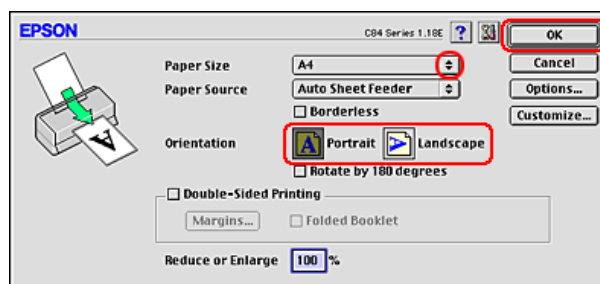 EPSON C84 Series 1.18E ? OK
Paper Size A4 Cancel
Paper Source Auto Sheet Feeder Options...
Borderless Customize...
Orientation A Portrait A Landscape
Rotate by 180 degrees
Double-Sided Printing
Margins... Folded Booklet
Reduce or Enlarge 100 %
A